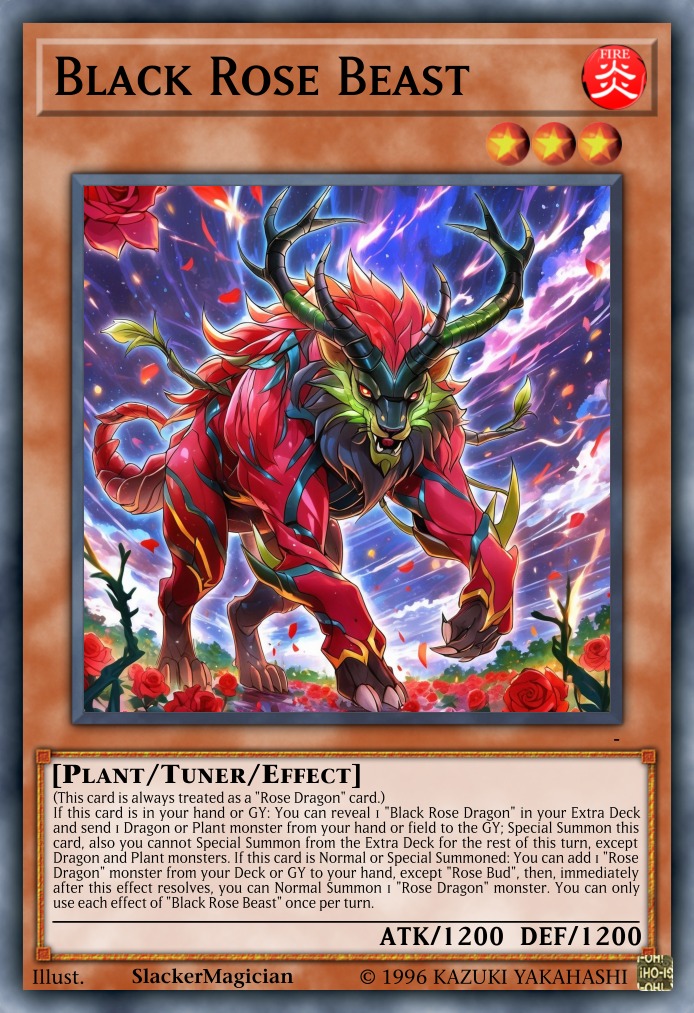 Black Rose Beast
FIRE
炎
-
[Plant/Tuner/Effect]
(This card is always treated as a "Rose Dragon" card.)
If this card is in your hand or GY: You can reveal 1 "Black Rose Dragon" in your Extra Deck
and send 1 Dragon or Plant monster from your hand or field to the GY; Special Summon this
card, also you cannot Special Summon from the Extra Deck for the rest of this turn, except
Dragon and Plant monsters. If this card is Normal or Special Summoned: You can add 1 "Rose
Dragon" monster from your Deck or GY to your hand, except "Rose Bud", then, immediately
after this effect resolves, you can Normal Summon 1 "Rose Dragon" monster. You can only
use each effect of "Black Rose Beast" once per turn.
ATK/1200 DEF/1200
Illust. SlackerMagician © 1996 KAZUKI YAKAHASHI